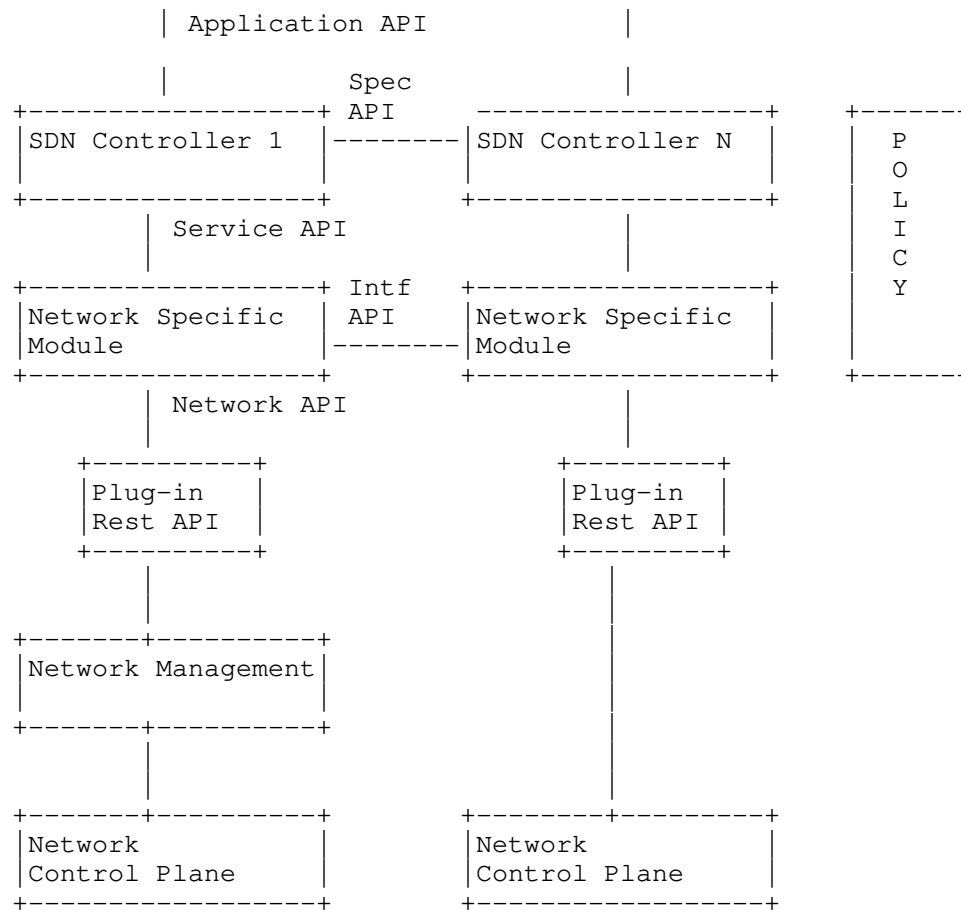 Application API
Spec
API
SDN Controller 1
SDN Controller N
P
O
L
I
C
Y
Service API
Intf
API
Network Specific
Module
Network Specific
Module
Network API
Plug-in
Rest API
Plug-in
Rest API
Network Management
Network
Control Plane
Network
Control Plane